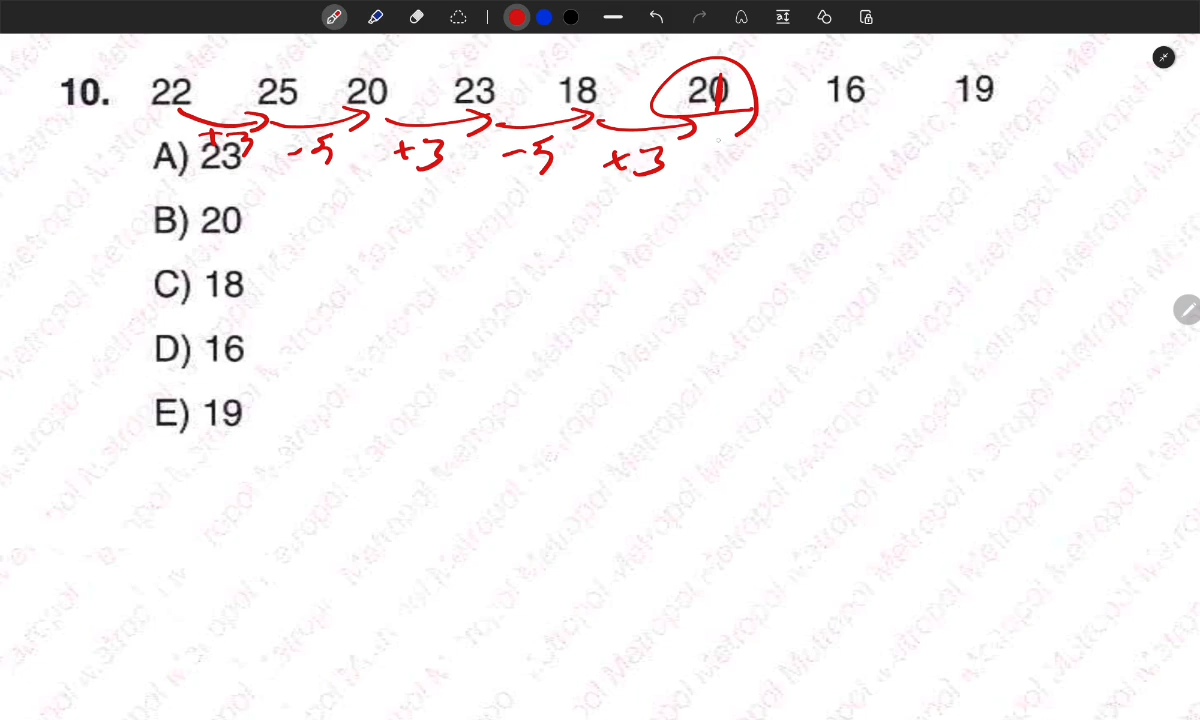 10. 22 25 20 23 18 20 16 19
+3 -5 +3 -5 +3
A) 23
B) 20
C) 18
D) 16
E) 19
Metropol